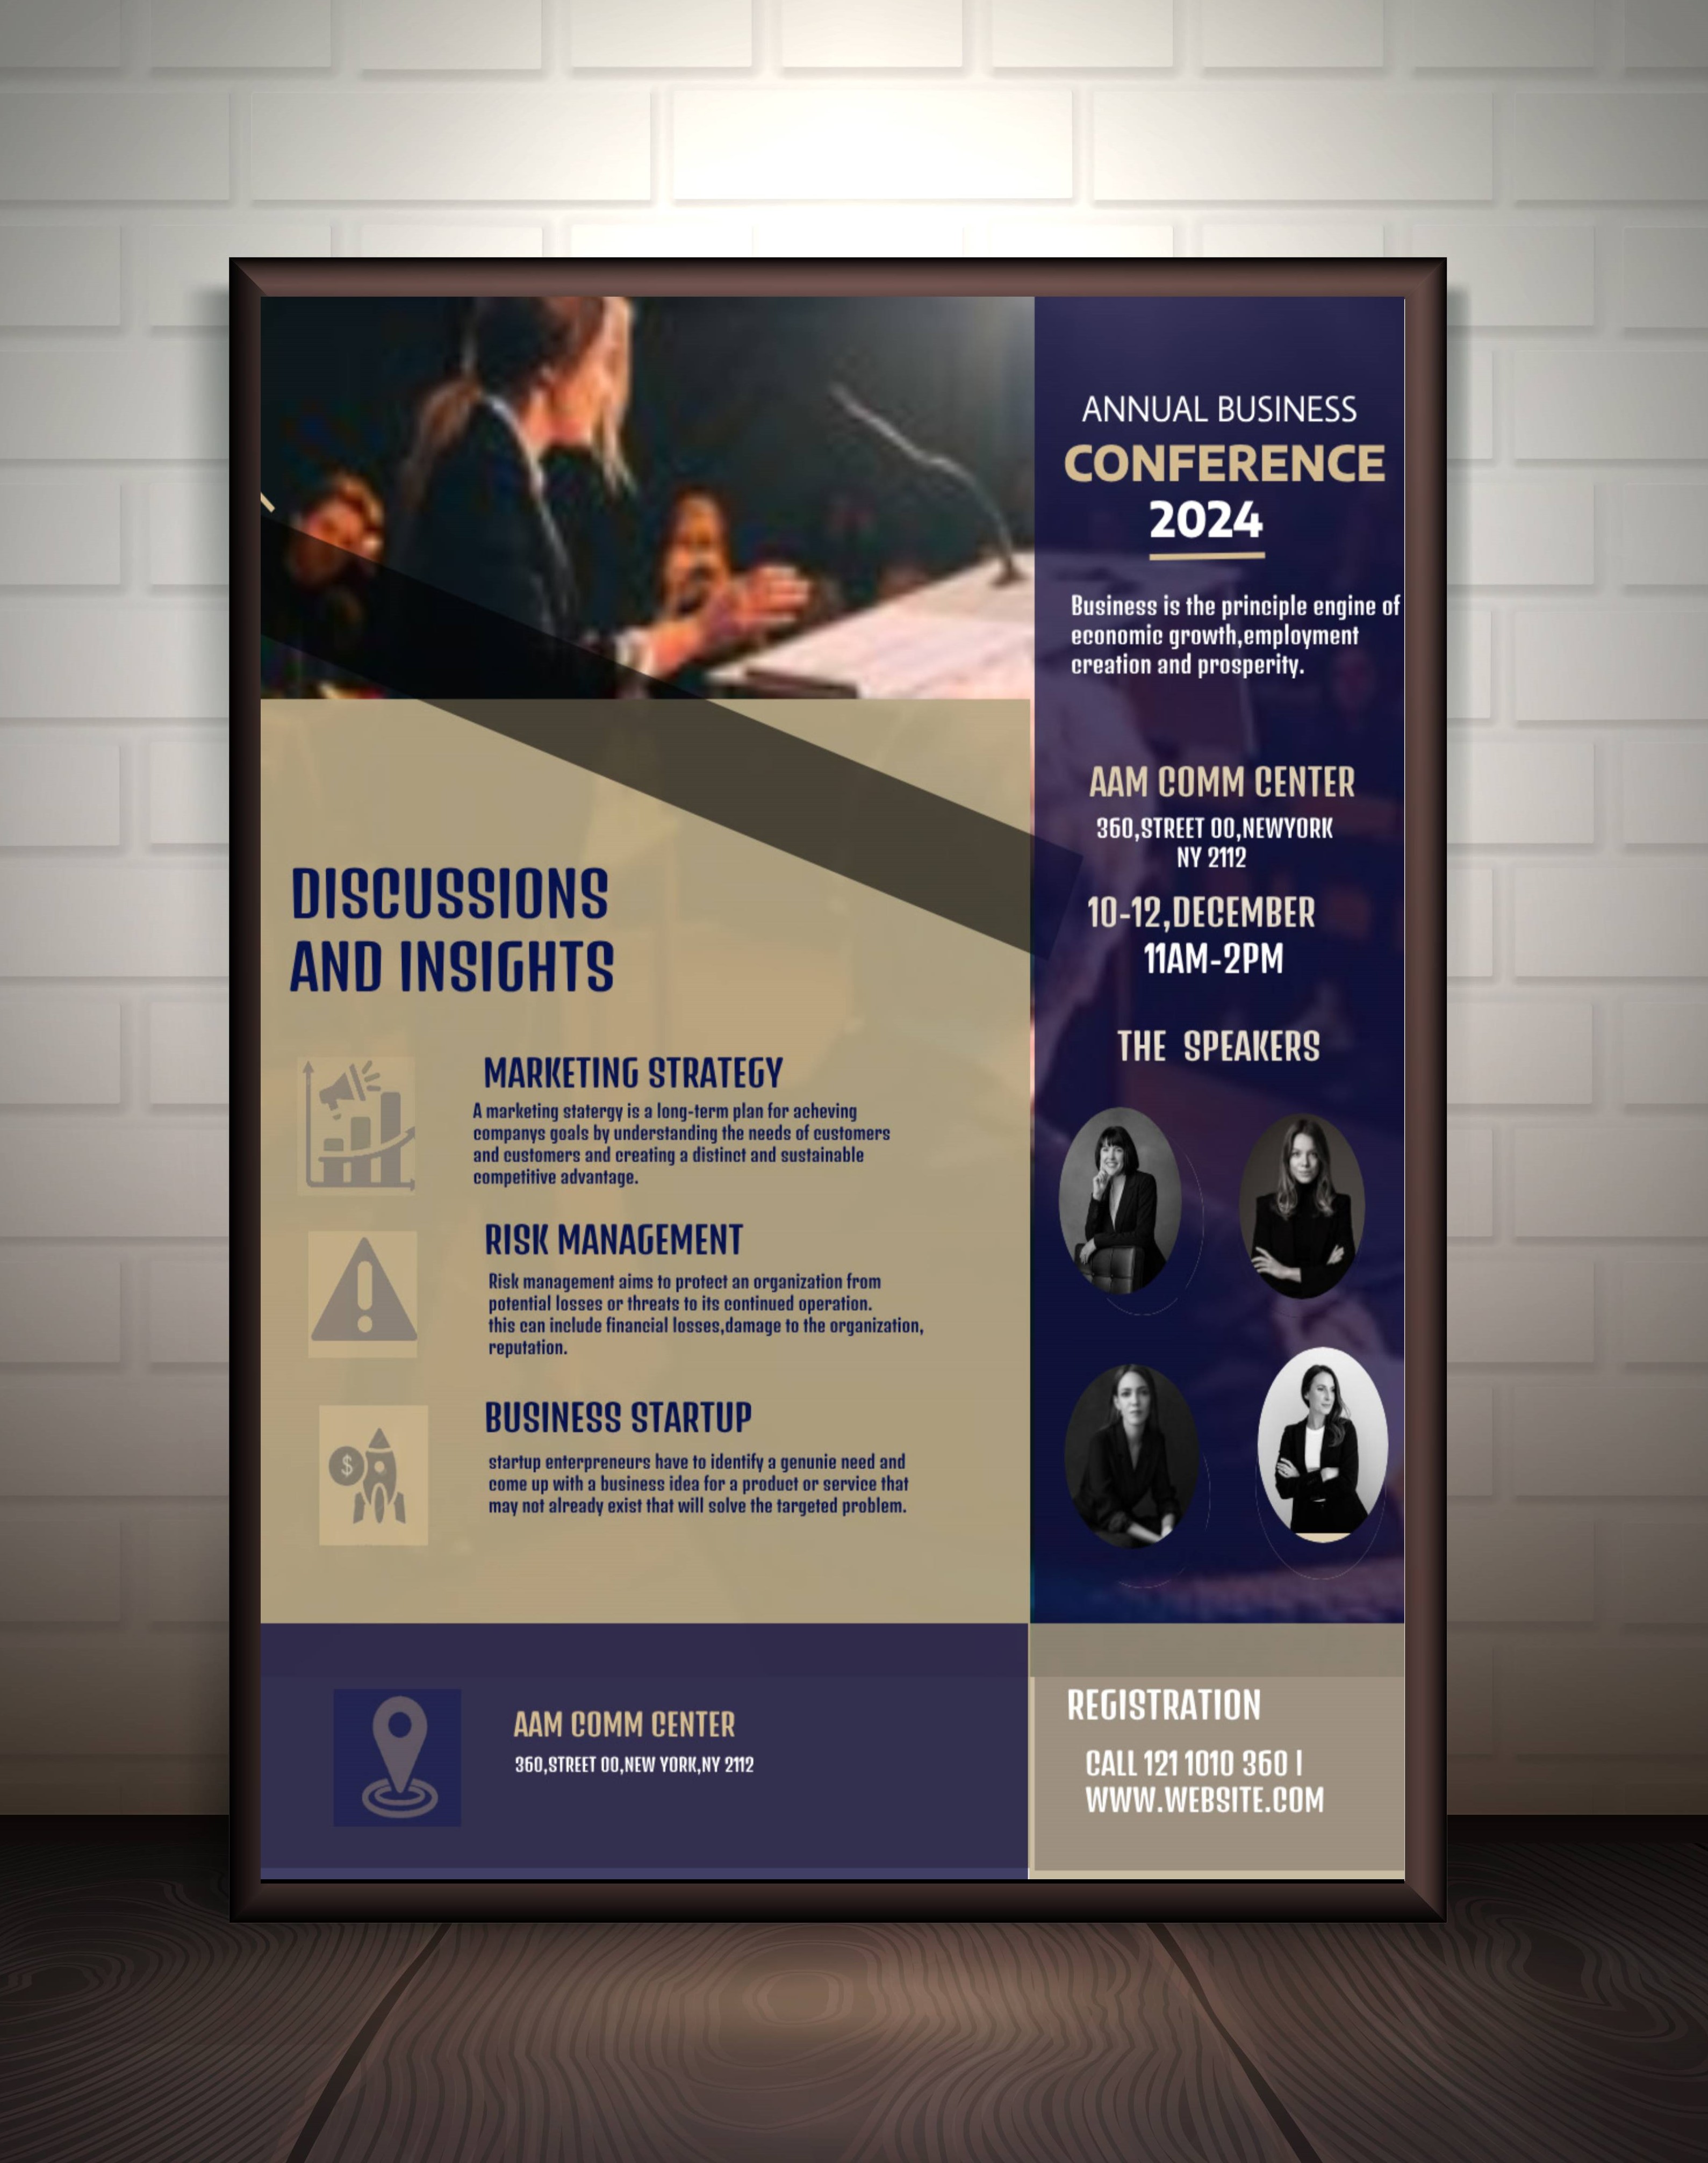 ANNUAL BUSINESS
CONFERENCE
2024
Business is the principle engine of
economic growth,employment
creation and prosperity.
AAM COMM CENTER
360,STREET 00,NEWYORK
NY 2112
10-12,DECEMBER
11AM-2PM
THE SPEAKERS
DISCUSSIONS
AND INSIGHTS
MARKETING STRATEGY
A marketing statergy is a long-term plan for acheving
companys goals by understanding the needs of customers
and customers and creating a distinct and sustainable
competitive advantage.
RISK MANAGEMENT
Risk management aims to protect an organization from
potential losses or threats to its continued operation.
this can include financial losses,damage to the organization,
reputation.
$
BUSINESS STARTUP
startup enterpreneurs have to identify a genunie need and
come up with a business idea for a product or service that
may not already exist that will solve the targeted problem.
AAM COMM CENTER
360,STREET 00,NEW YORK,NY 2112
REGISTRATION
CALL 121 1010 360 |
WWW.WEBSITE.COM